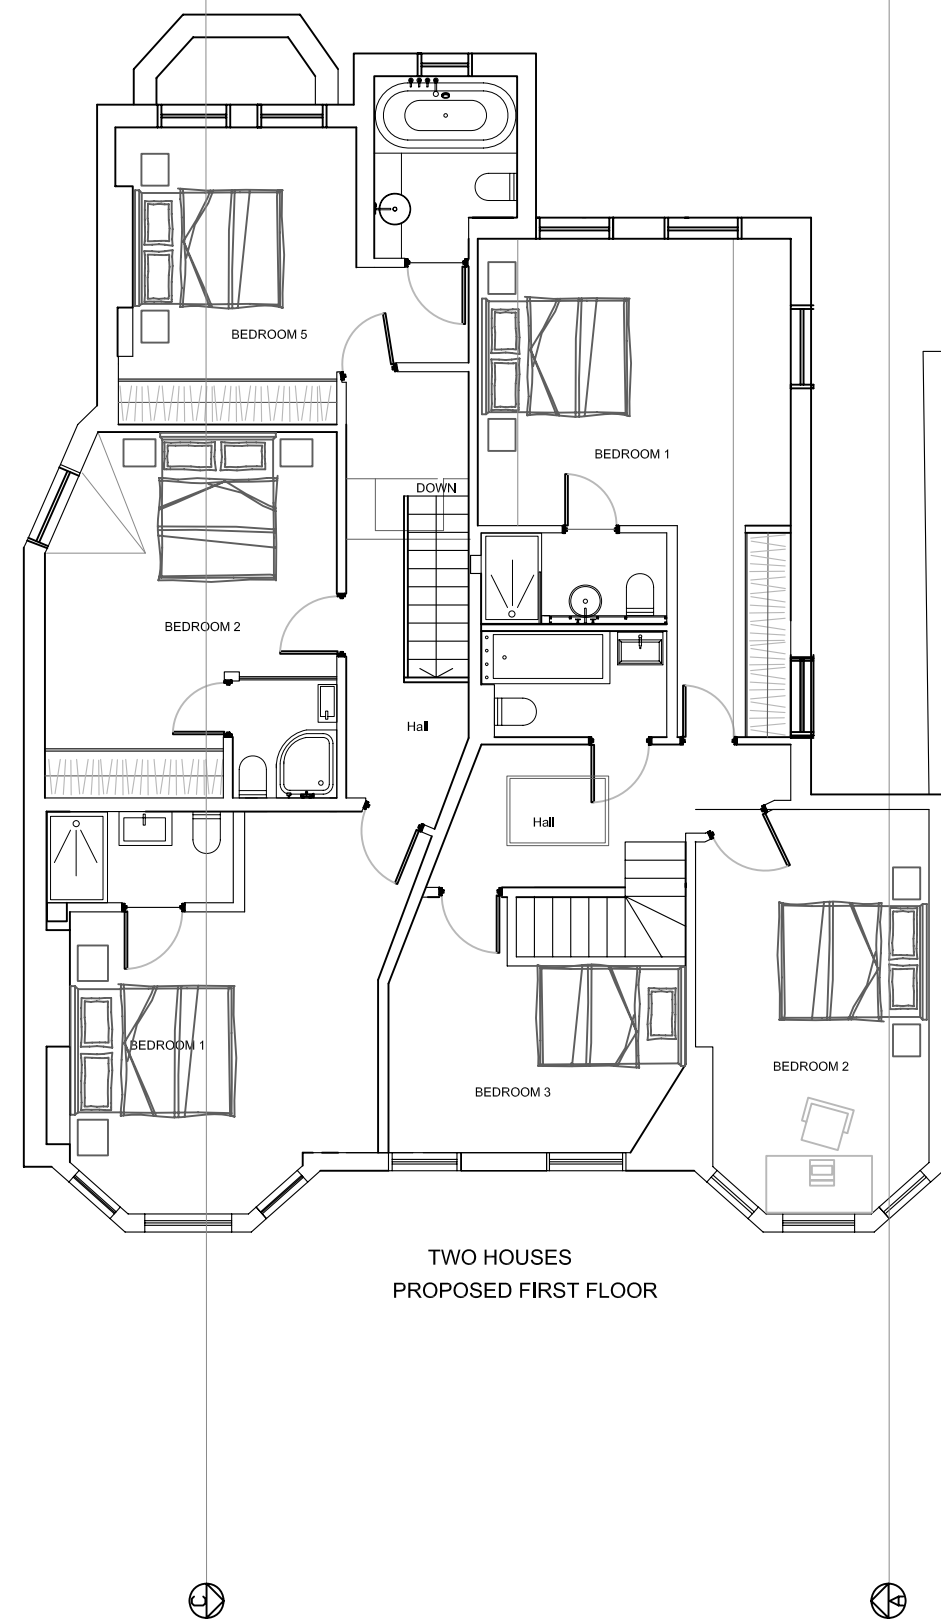 BEDROOM 5
BEDROOM 1
DOWN
BEDROOM 2
Hall
Hall
BEDROOM 1
BEDROOM 2
BEDROOM 3
TWO HOUSES
PROPOSED FIRST FLOOR
C
A